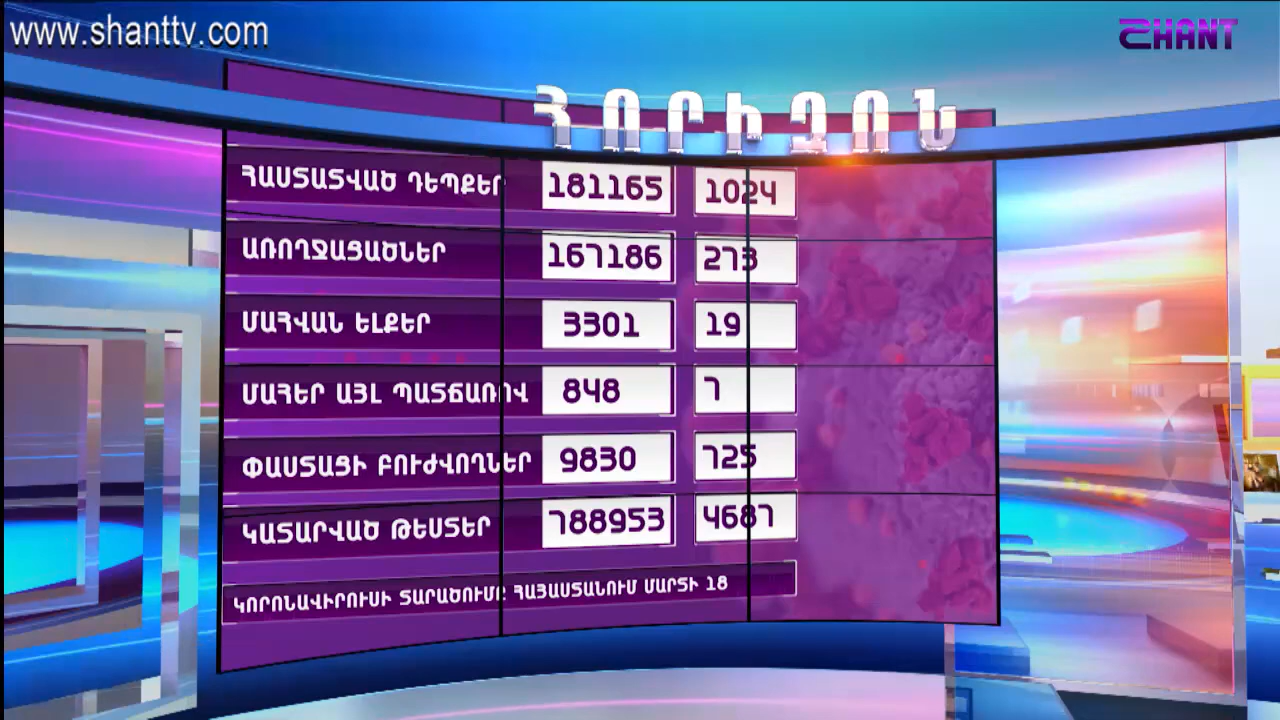 www.shanttv.com
SHANT
ՀՈՐԻԶՈՆ
ՀԱՍՏԱՏՎԱԾ ԴԵՊՔԵՐ 181165 1024
ԱՌՈՂՋԱՑԱԾՆԵՐ 167186 273
ՄԱՀՎԱՆ ԵԼՔԵՐ 3301 19
ՄԱՀԵՐ ԱՅԼ ՊԱՏՃԱՌՈՎ 848 7
ՓԱՍՏԱՑԻ ԲՈՒԺՎՈՂՆԵՐ 9830 725
ԿԱՏԱՐՎԱԾ ԹԵՍՏԵՐ 788953 4687
ԿՈՐՈՆԱՎԻՐՈՒՍԻ ՏԱՐԱԾՈՒՄԸ ՀԱՅԱՍՏԱՆՈՒՄ ՄԱՐՏԻ 18